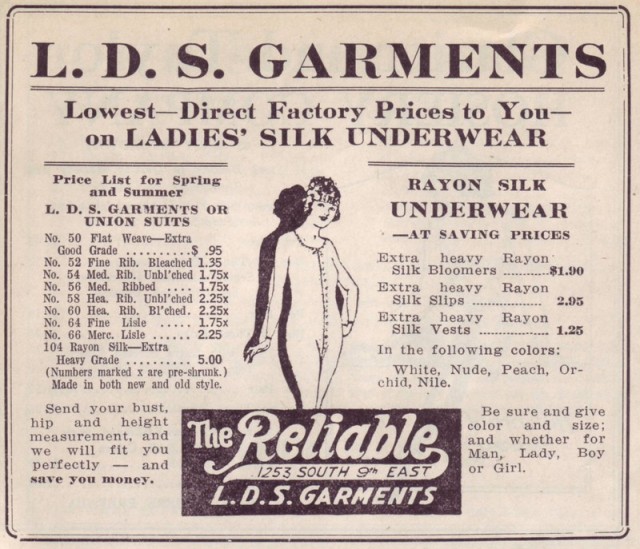 L. D. S. GARMENTS
Lowest—Direct Factory Prices to You—
on LADIES' SILK UNDERWEAR
Price List for Spring
and Summer
L. D. S. GARMENTS OR
UNION SUITS
No. 50 Flat Weave—Extra
Good Grade ..........$ .95
No. 52 Fine Rib. Bleached 1.35
No. 54 Med. Rib. Unbl'ched 1.75x
No. 56 Med. Ribbed .... 1.75x
No. 58 Hea. Rib. Unbl'ched 2.25x
No. 60 Hea. Rib. Bl'ched. 2.25x
No. 64 Fine Lisle ..... 1.75x
No. 66 Merc. Lisle ..... 2.25
104 Rayon Silk—Extra
Heavy Grade .......... 5.00
(Numbers marked x are pre-shrunk.)
Made in both new and old style.
Send your bust,
hip and height
measurement, and
we will fit you
perfectly — and
save you money.
RAYON SILK
UNDERWEAR
—AT SAVING PRICES
Extra heavy Rayon
Silk Bloomers ..........$1.90
Extra heavy Rayon
Silk Slips .................. 2.95
Extra heavy Rayon
Silk Vests ................. 1.25
In the following colors:
White, Nude, Peach, Or-
chid, Nile.
Be sure and give
color and size;
and whether for
Man, Lady, Boy
or Girl.
The Reliable
1253 SOUTH 9th EAST
L.D.S. GARMENTS